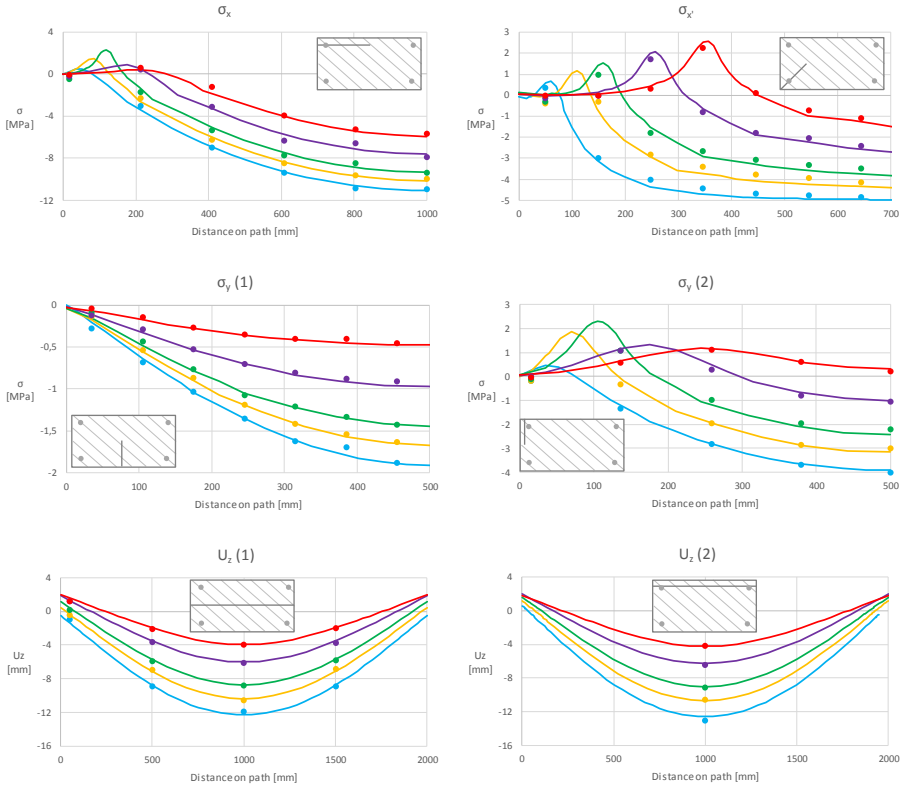 σx
4
0
-4
-8
-12
σ
[MPa]
0 200 400 600 800 1000
Distance on path [mm]
σx'
3
2
1
0
-1
-2
-3
-4
-5
σ
[MPa]
0 100 200 300 400 500 600 700
Distance on path [mm]
σy (1)
0
-0,5
-1
-1,5
-2
σ
[MPa]
0 100 200 300 400 500
Distance on path [mm]
σy (2)
3
2
1
0
-1
-2
-3
-4
σ
[MPa]
0 100 200 300 400 500
Distance on path [mm]
Uz (1)
4
0
-4
-8
-12
-16
Uz
[mm]
0 500 1000 1500 2000
Distance on path [mm]
Uz (2)
4
0
-4
-8
-12
-16
Uz
[mm]
0 500 1000 1500 2000
Distance on path [mm]